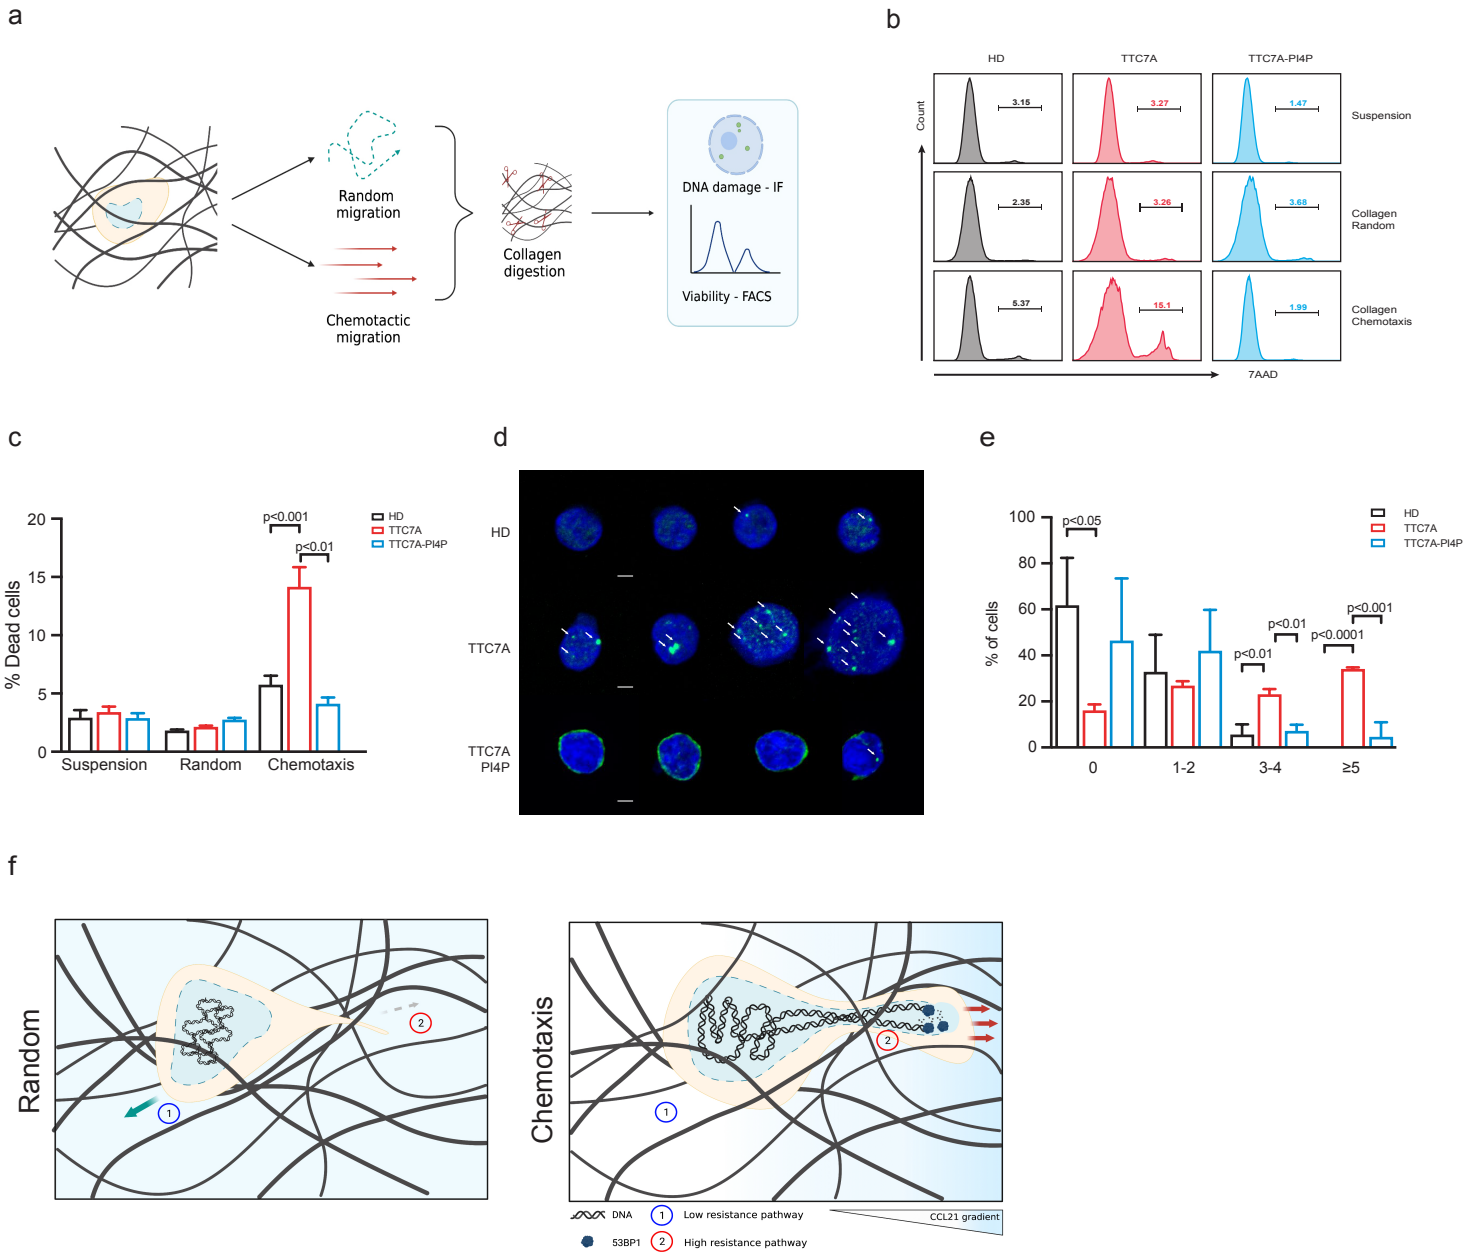 a
Random
migration
Chemotactic
migration
Collagen
digestion
DNA damage - IF
Viability - FACS
b
HD
TTC7A
TTC7A-PI4P
Count
3.15
3.27
1.47
Suspension
2.35
3.26
3.68
Collagen
Random
5.37
15.1
1.99
Collagen
Chemotaxis
7AAD
c
% Dead cells
20
15
10
5
0
p<0.001
p<0.01
HD
TTC7A
TTC7A-PI4P
Suspension
Random
Chemotaxis
d
HD
TTC7A
TTC7A
PI4P
e
% of cells
100
80
60
40
20
0
p<0.05
p<0.01
p<0.01
p<0.0001
p<0.001
HD
TTC7A
TTC7A-PI4P
0
1-2
3-4
≥5
f
Random
1
2
Chemotaxis
1
2
DNA
1
Low resistance pathway
53BP1
2
High resistance pathway
CCL21 gradient